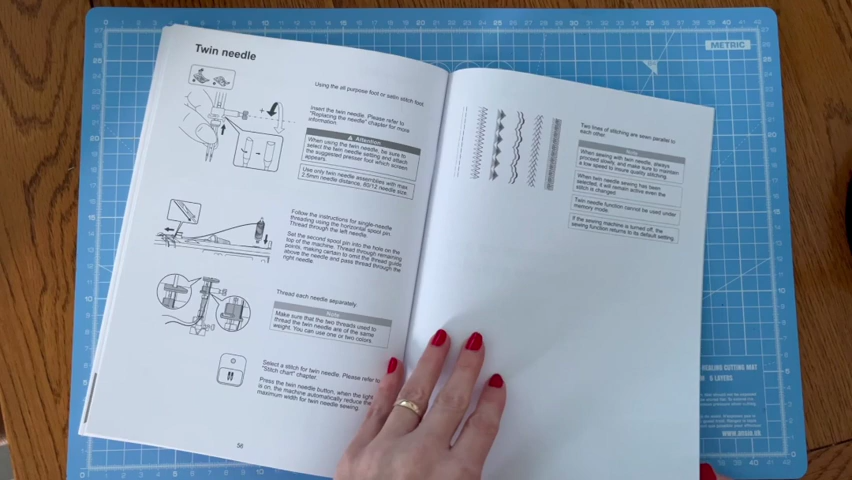 Twin needle
Using the all purpose foot or satin stitch foot.
Insert the twin needle. Please refer to
"Replacing the needle" chapter for more
information.
Attention
When using the twin needle, be sure to
select the twin needle setting and attach
the suggested presser foot which screen
appears.
Use only twin needle assemblies with max.
2.5mm needle distance, 80/12 needle size.
Follow the instructions for single-needle
threading using the horizontal spool pin.
Thread through the left needle.
Set the second spool pin into the hole on the
top of the machine. Thread through remaining
points, making certain to omit the thread guide
above the needle and pass thread through the
right needle.
Thread each needle separately.
Note
Make sure that the two threads used to
thread the twin needle are of the same
weight. You can use one or two colors.
Select a stitch for twin needle. Please refer to
"Stitch chart" chapter.
Press the twin needle button, when the light
is on, the machine automatically reduce the
maximum width for twin needle sewing.
56
Two lines of stitching are sewn parallel to
each other.
Note
When sewing with twin needle, always
proceed slowly, and make sure to maintain
a low speed to insure quality stitching.
When twin needle sewing has been
selected, it will remain active even the
stitch is changed.
Twin needle function cannot be used under
memory mode.
If the sewing machine is turned off, the
sewing function returns to its default setting.
METRIC
HEALING CUTTING MAT
5 LAYERS